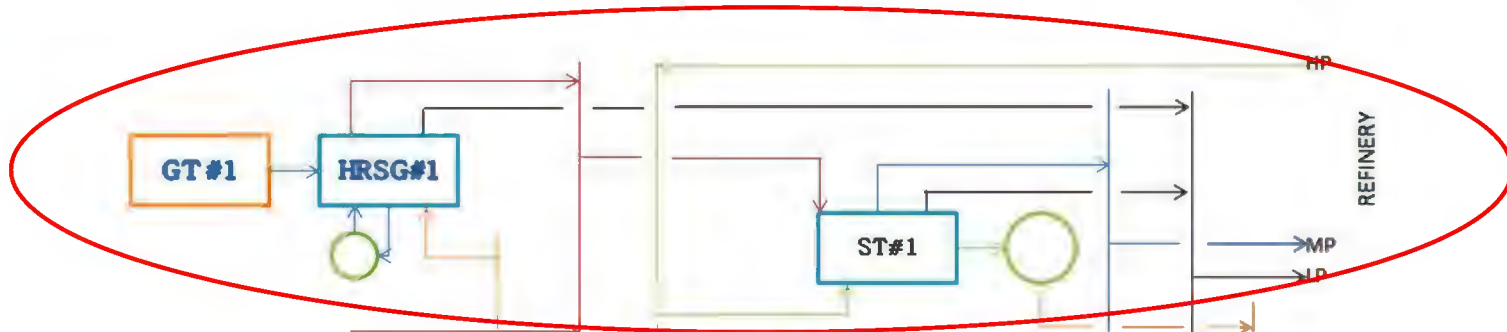 HP
GT #1
HRSG#1
REFINERY
ST#1
MP
LP